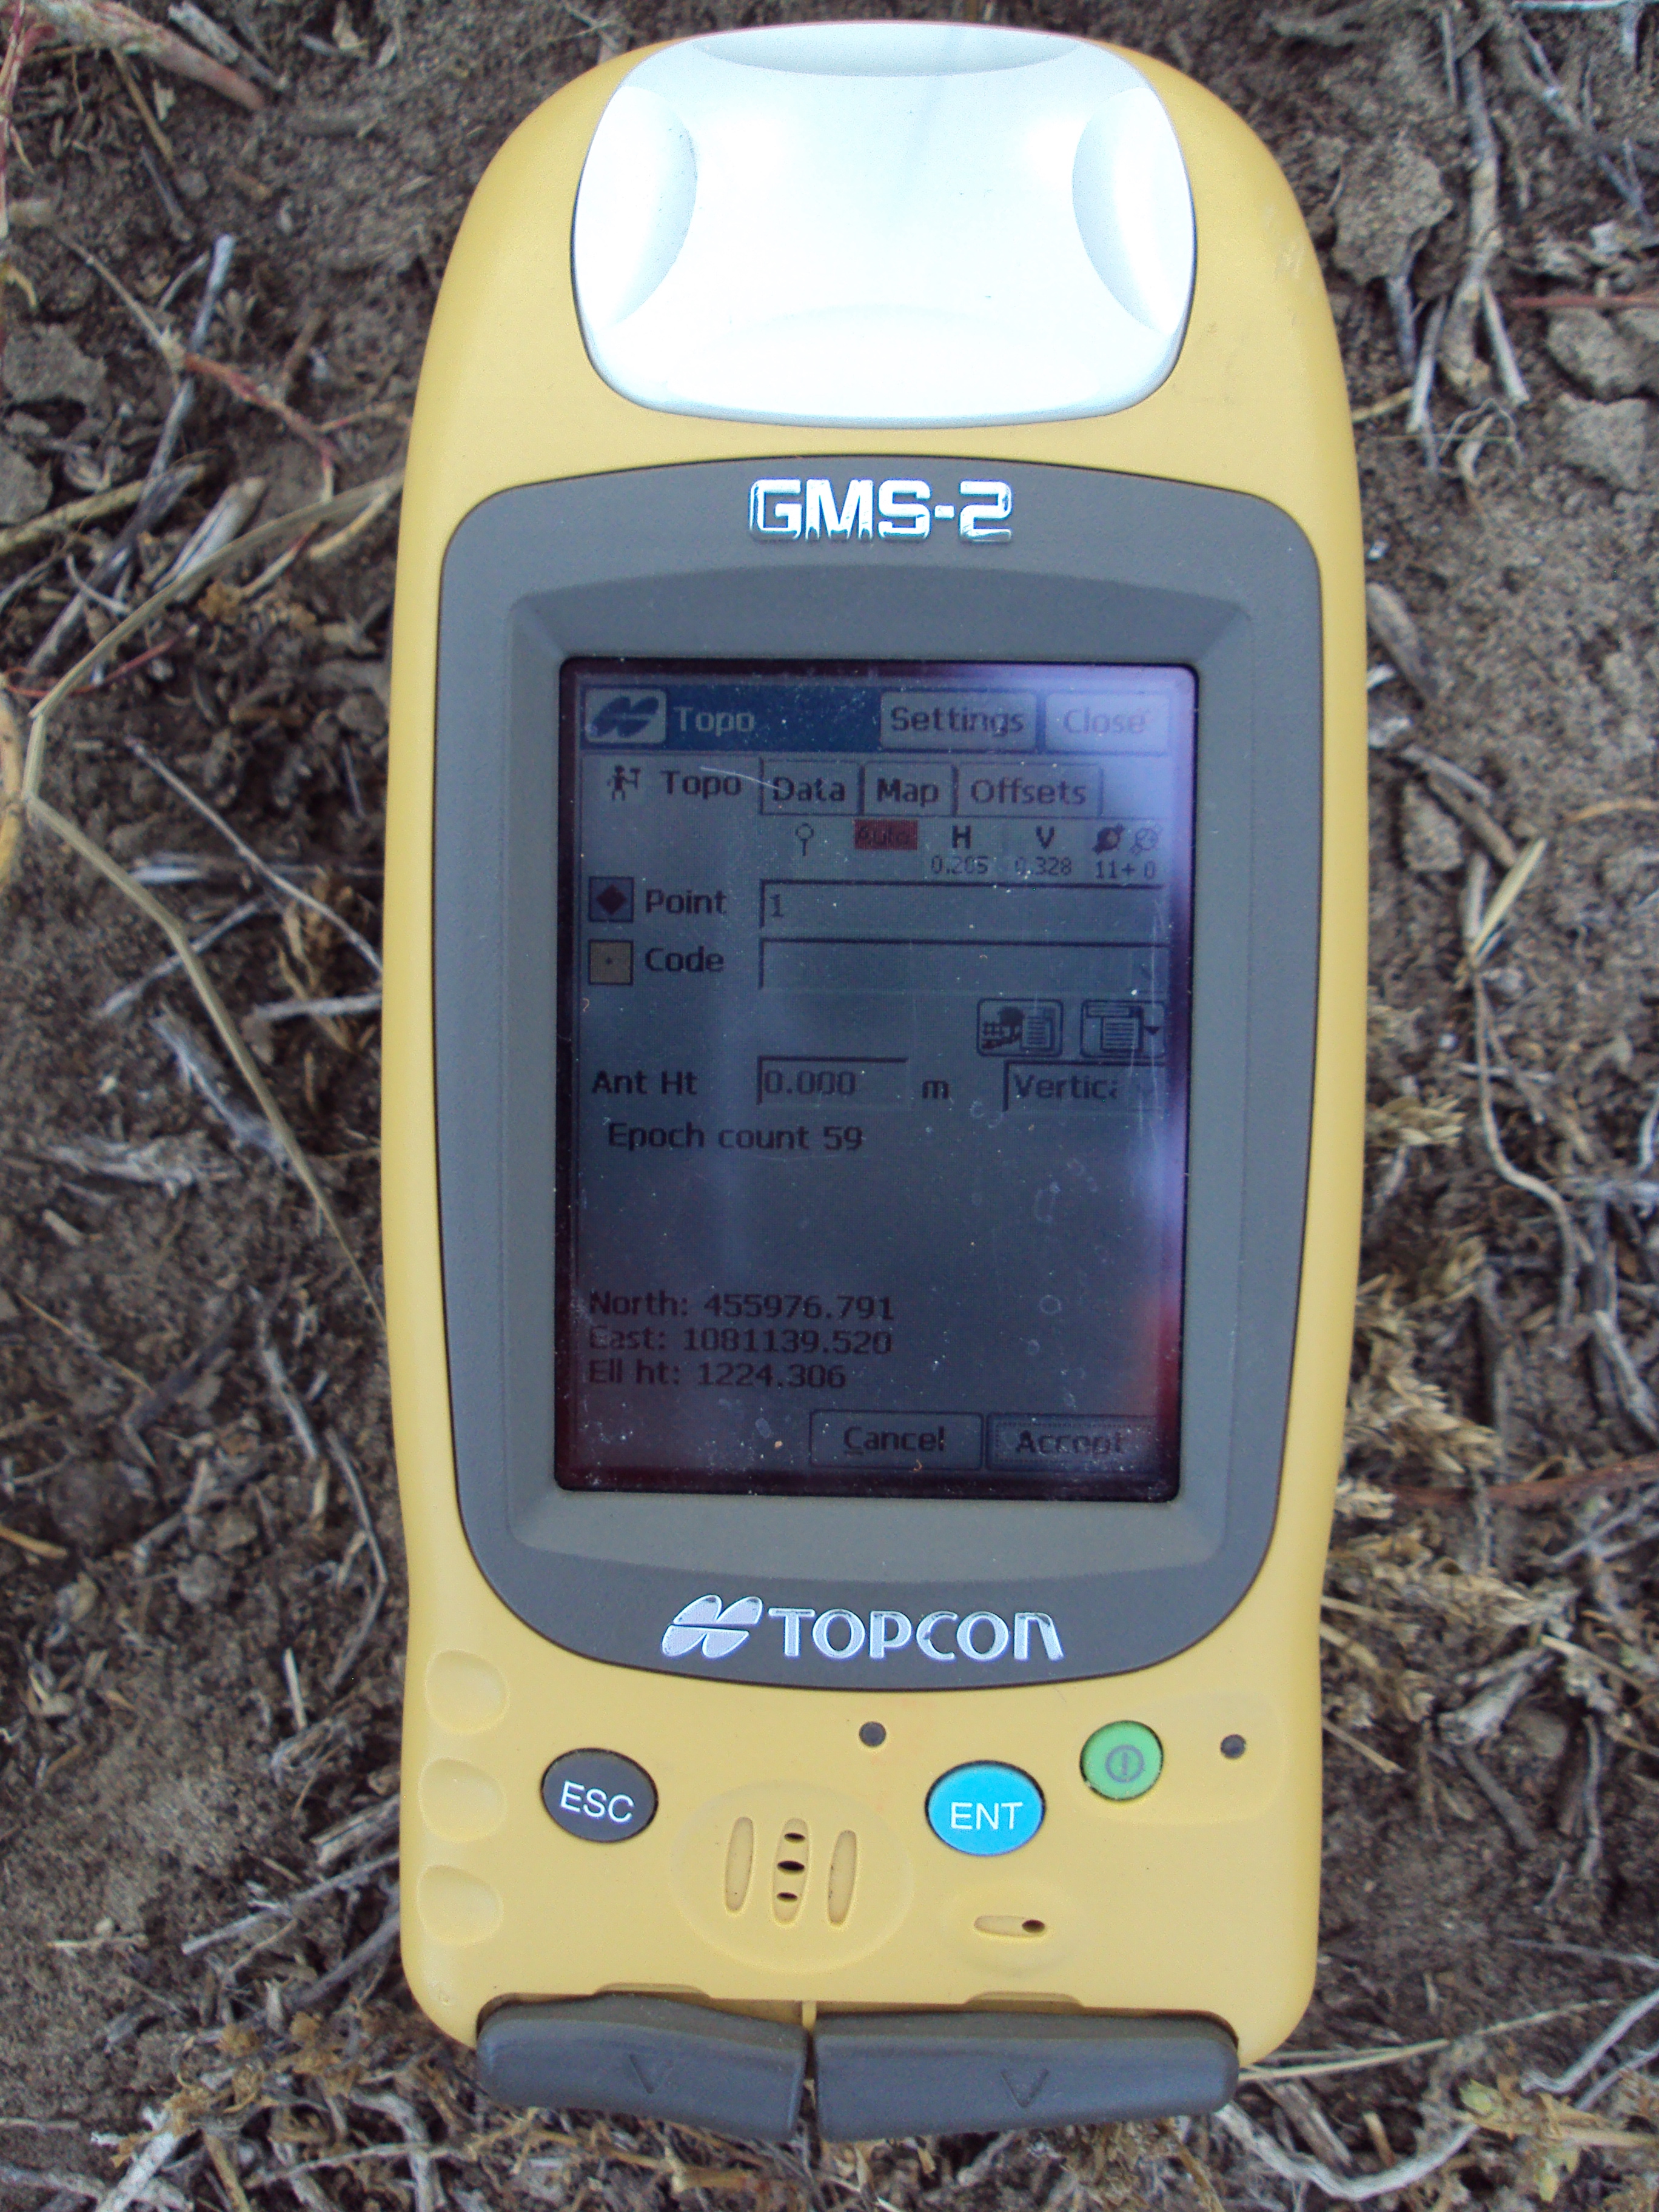 GMS-2
Topo Settings Close
Topo Data Map Offsets
Auto H V
0.205 0.328 11+ 0
Point 1
Code
Ant Ht 0.000 m
Epoch count 59
North: 455976.791
East: 1081139.520
Ell ht: 1224.306
Cancel Accept
TOPCON
ESC ENT